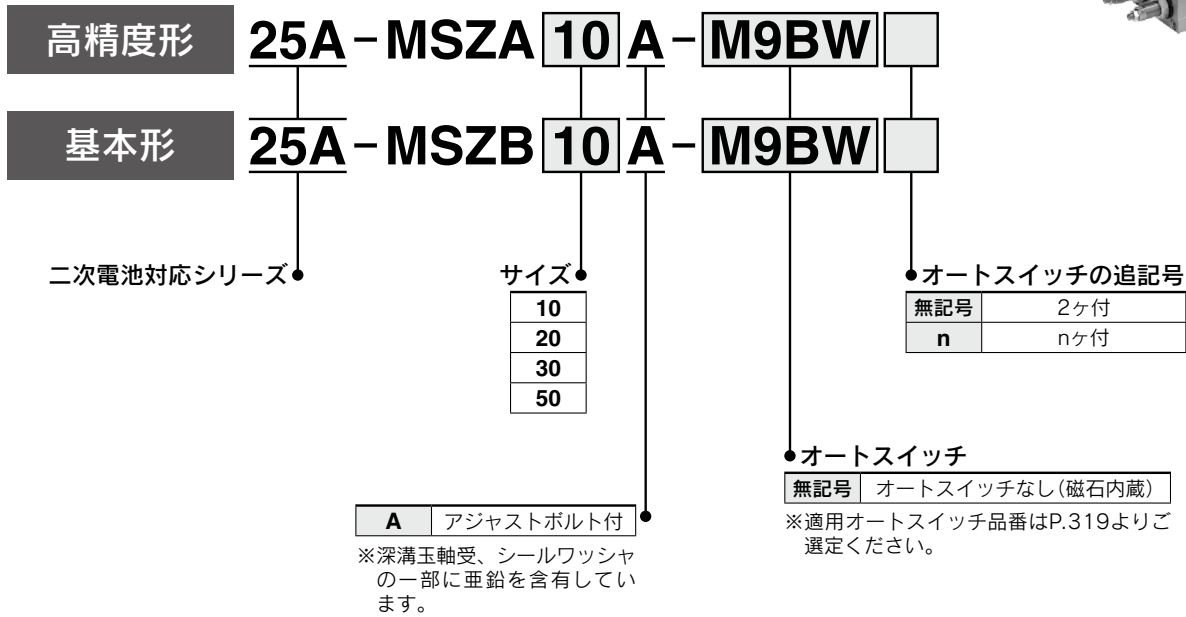 高精度形 25A-MSZA10A-M9BW
基本形 25A-MSZB10A-M9BW
二次電池対応シリーズ
サイズ
10
20
30
50
オートスイッチの追記号
無記号 2ヶ付
n nヶ付
オートスイッチ
無記号 オートスイッチなし(磁石内蔵)
※適用オートスイッチ品番はP.319よりご
選定ください。
A アジャストボルト付
※深溝玉軸受、シールワッシャ
の一部に亜鉛を含有してい
ます。